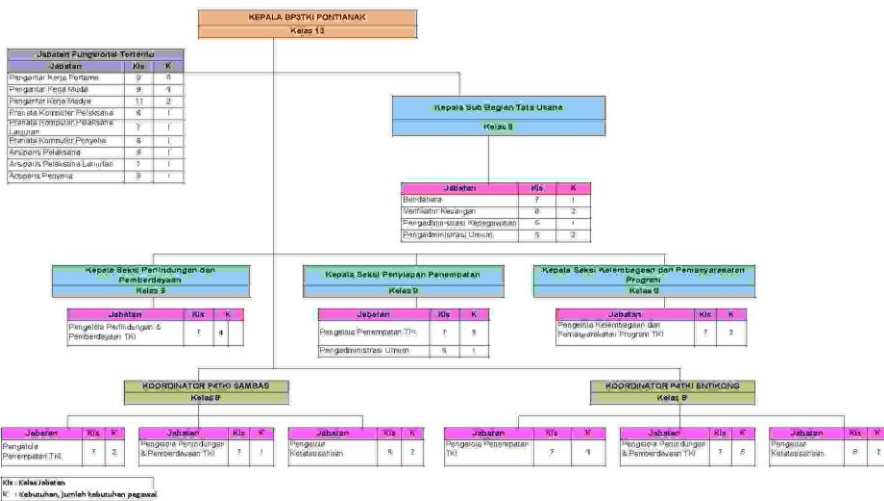 KEPALA BP3TKI PONTIANAK
Kelas 13
Jabatan Fungsional Tertentu
Jabatan Kls K
Pengantar Kerja Pertama
Pengantar Kerja Muda 9 4
Pengantar Kerja Madya 11 2
Pranata Komputer Pelaksana 6 1
Pranata Komputer Pelaksana
Lanjutan 7 1
Pranata Komputer Penyelia 8 1
Arsiparis Pelaksana 6 1
Arsiparis Pelaksana Lanjutan 7 1
Arsiparis Penyelia 1
Kepala Sub Bagian Tata Usaha
Kelas 9
Jabatan Kls K
Bendahara 7 1
Verifikator Keuangan 6 2
Pengadministrasi Kepegawaian 5 1
Pengadministrasi Umum 5 2
Kepala Seksi Perlindungan dan
Pemberdayaan
Kelas 9
Jabatan Kls K
Pengelola Perlindungan &
Pemberdayaan TKI 7 4
Kepala Seksi Penyiapan Penempatan
Kelas 9
Jabatan Kls K
Pengelola Penempatan TKI 7
Pengadministrasi Umum 5 1
Kepala Seksi Kelembagaan dan Pemasyarakatan
Program
Kelas 9
Jabatan Kls K
Pengelola Kelembagaan dan
Pemasyarakatan Program TKI 7
KOORDINATOR P4TKI SAMBAS
Kelas 8
Jabatan Kls K
Pengelola
Penempatan TKI 7 2
Jabatan Kls K
Pengelola Perlindungan
& Pemberdayaan TKI 7 1
Jabatan Kls K
Pengelola
Ketatausahaan 2
KOORDINATOR P4TKI ENTIKONG
Kelas 8
Jabatan Kls K
Pengelola Penempatan
TKI 7
Jabatan Kls K
Pengelola Perlindungan
& Pemberdayaan TKI 7
Jabatan Kls K
Pengelola
Ketatausahaan 2
Kls : Kelas Jabatan
K : Kebutuhan, jumlah kebutuhan pegawai